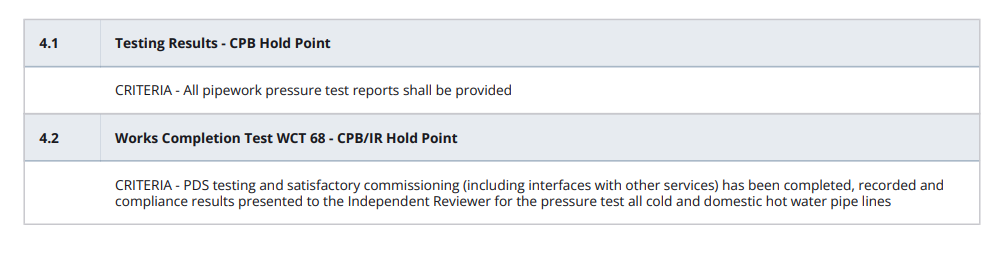 4.1 Testing Results - CPB Hold Point
CRITERIA - All pipework pressure test reports shall be provided
4.2 Works Completion Test WCT 68 - CPB/IR Hold Point
CRITERIA - PDS testing and satisfactory commissioning (including interfaces with other services) has been completed, recorded and
compliance results presented to the Independent Reviewer for the pressure test all cold and domestic hot water pipe lines